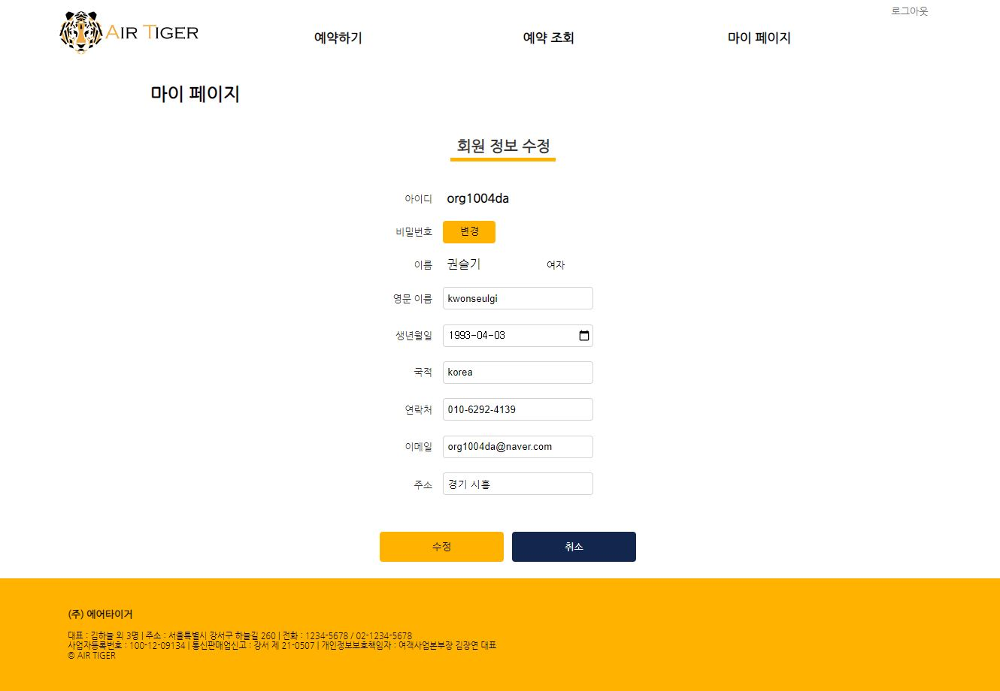 로그아웃
AIR TIGER
예약하기 예약 조회 마이 페이지
마이 페이지
회원 정보 수정
아이디 org1004da
비밀번호 변경
이름 권슬기 여자
영문 이름 kwonseulgi
생년월일 1993-04-03
국적 korea
연락처 010-6292-4139
이메일 org1004da@naver.com
주소 경기 시흥
수정 취소
(주) 에어타이거
대표 : 김하늘 외 3명 | 주소 : 서울특별시 강서구 하늘길 260 | 전화 : 1234-5678 / 02-1234-5678
사업자등록번호 : 100-12-09134 | 통신판매업신고 : 강서 제 21-0507 | 개인정보보호책임자 : 여객사업본부장 김장연 대표
© AIR TIGER